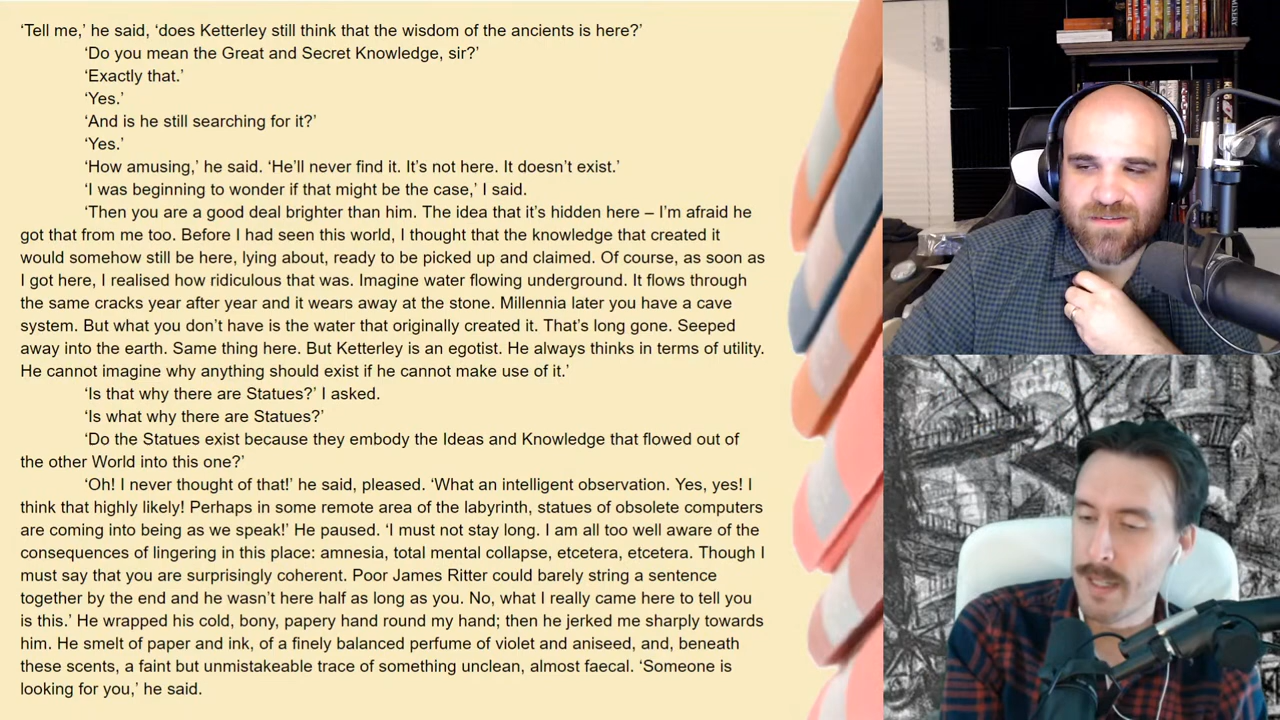 ‘Tell me,’ he said, ‘does Ketterley still think that the wisdom of the ancients is here?’
‘Do you mean the Great and Secret Knowledge, sir?’
‘Exactly that.’
‘Yes.’
‘And is he still searching for it?’
‘Yes.’
‘How amusing,’ he said. ‘He’ll never find it. It’s not here. It doesn’t exist.’
‘I was beginning to wonder if that might be the case,’ I said.
‘Then you are a good deal brighter than him. The idea that it’s hidden here – I’m afraid he
got that from me too. Before I had seen this world, I thought that the knowledge that created it
would somehow still be here, lying about, ready to be picked up and claimed. Of course, as soon as
I got here, I realised how ridiculous that was. Imagine water flowing underground. It flows through
the same cracks year after year and it wears away at the stone. Millennia later you have a cave
system. But what you don’t have is the water that originally created it. That’s long gone. Seeped
away into the earth. Same thing here. But Ketterley is an egotist. He always thinks in terms of utility.
He cannot imagine why anything should exist if he cannot make use of it.’
‘Is that why there are Statues?’ I asked.
‘Is what why there are Statues?’
‘Do the Statues exist because they embody the Ideas and Knowledge that flowed out of
the other World into this one?’
‘Oh! I never thought of that!’ he said, pleased. ‘What an intelligent observation. Yes, yes! I
think that highly likely! Perhaps in some remote area of the labyrinth, statues of obsolete computers
are coming into being as we speak!’ He paused. ‘I must not stay long. I am all too well aware of the
consequences of lingering in this place: amnesia, total mental collapse, etcetera, etcetera. Though I
must say that you are surprisingly coherent. Poor James Ritter could barely string a sentence
together by the end and he wasn’t here half as long as you. No, what I really came here to tell you
is this.’ He wrapped his cold, bony, papery hand round my hand; then he jerked me sharply towards
him. He smelt of paper and ink, of a finely balanced perfume of violet and aniseed, and, beneath
these scents, a faint but unmistakeable trace of something unclean, almost faecal. ‘Someone is
looking for you,’ he said.